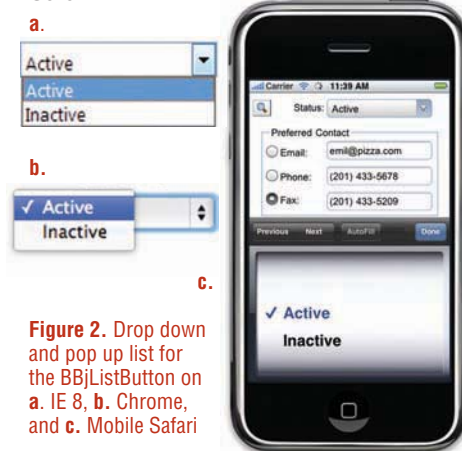 a.
Active
Active
Inactive
b.
✓ Active
Inactive
c.
Figure 2. Drop down
and pop up list for
the BBjListButton on
a. IE 8, b. Chrome,
and c. Mobile Safari
Carrier 11:39 AM
Status: Active
Preferred Contact
Email: emil@pizza.com
Phone: (201) 433-5678
Fax: (201) 433-5209
Previous Next AutoFill Done
✓ Active
Inactive